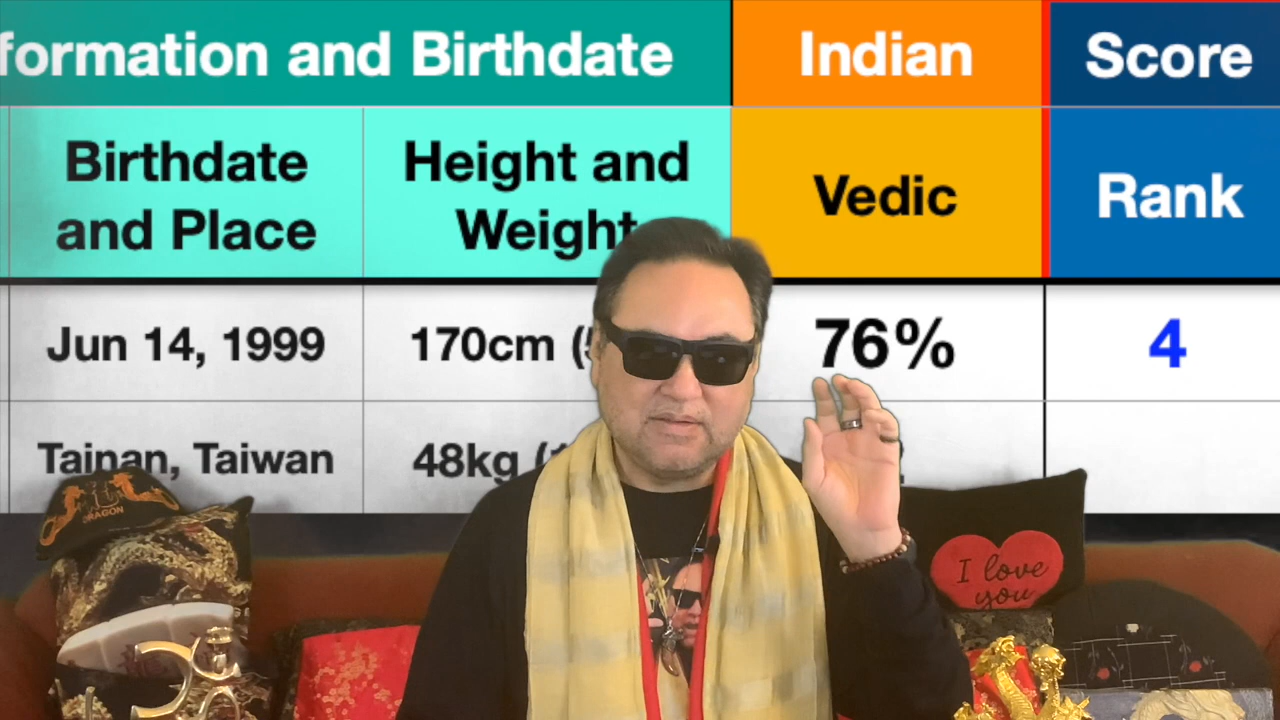 formation and Birthdate
Indian
Score
Birthdate
and Place
Height and
Weight
Vedic
Rank
Jun 14, 1999
170cm (
76%
4
Tainan, Taiwan
48kg (
DRAGON
I love
you